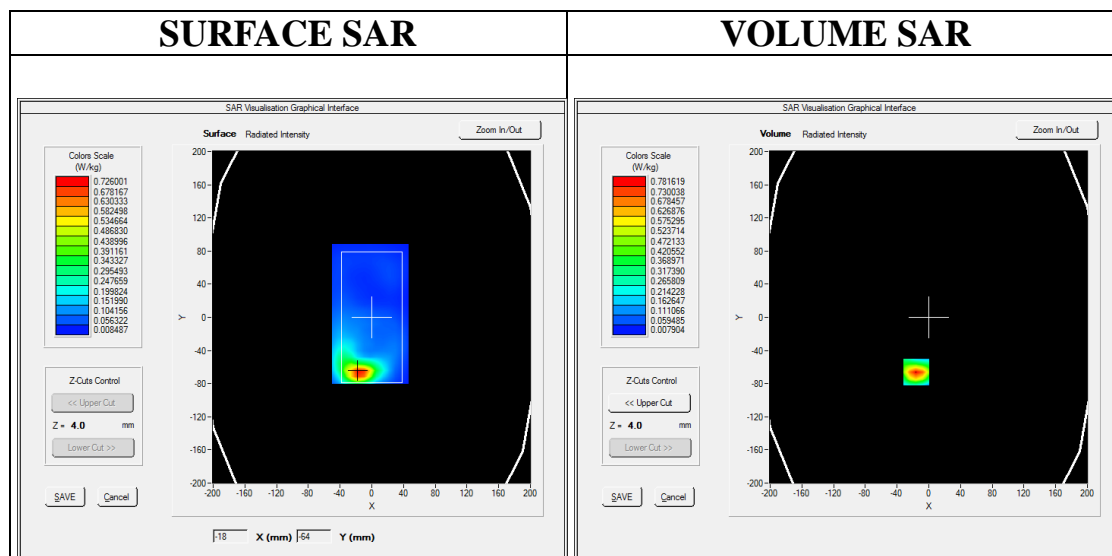 SURFACE SAR
VOLUME SAR
SAR Visualisation Graphical Interface
Surface Radiated Intensity
Zoom In/Out
Colors Scale
(W/kg)
0.726001
0.678167
0.630333
0.582498
0.534664
0.486830
0.438996
0.391161
0.343327
0.295493
0.247659
0.199824
0.151990
0.104156
0.056322
0.008487
Z-Cuts Control
<< Upper Cut
Z = 4.0 mm
Lower Cut >>
SAVE Cancel
200
160
120
80
40
0
-40
-80
-120
-160
-200
Y
-200 -160 -120 -80 -40 0 40 80 120 160 200
X
-18 X (mm) -64 Y (mm)
SAR Visualisation Graphical Interface
Volume Radiated Intensity
Zoom In/Out
Colors Scale
(W/kg)
0.781619
0.730038
0.678457
0.626876
0.575295
0.523714
0.472133
0.420552
0.368971
0.317390
0.265809
0.214228
0.162647
0.111066
0.059485
0.007904
Z-Cuts Control
<< Upper Cut
Z = 4.0 mm
Lower Cut >>
SAVE Cancel
200
160
120
80
40
0
-40
-80
-120
-160
-200
Y
-200 -160 -120 -80 -40 0 40 80 120 160 200
X